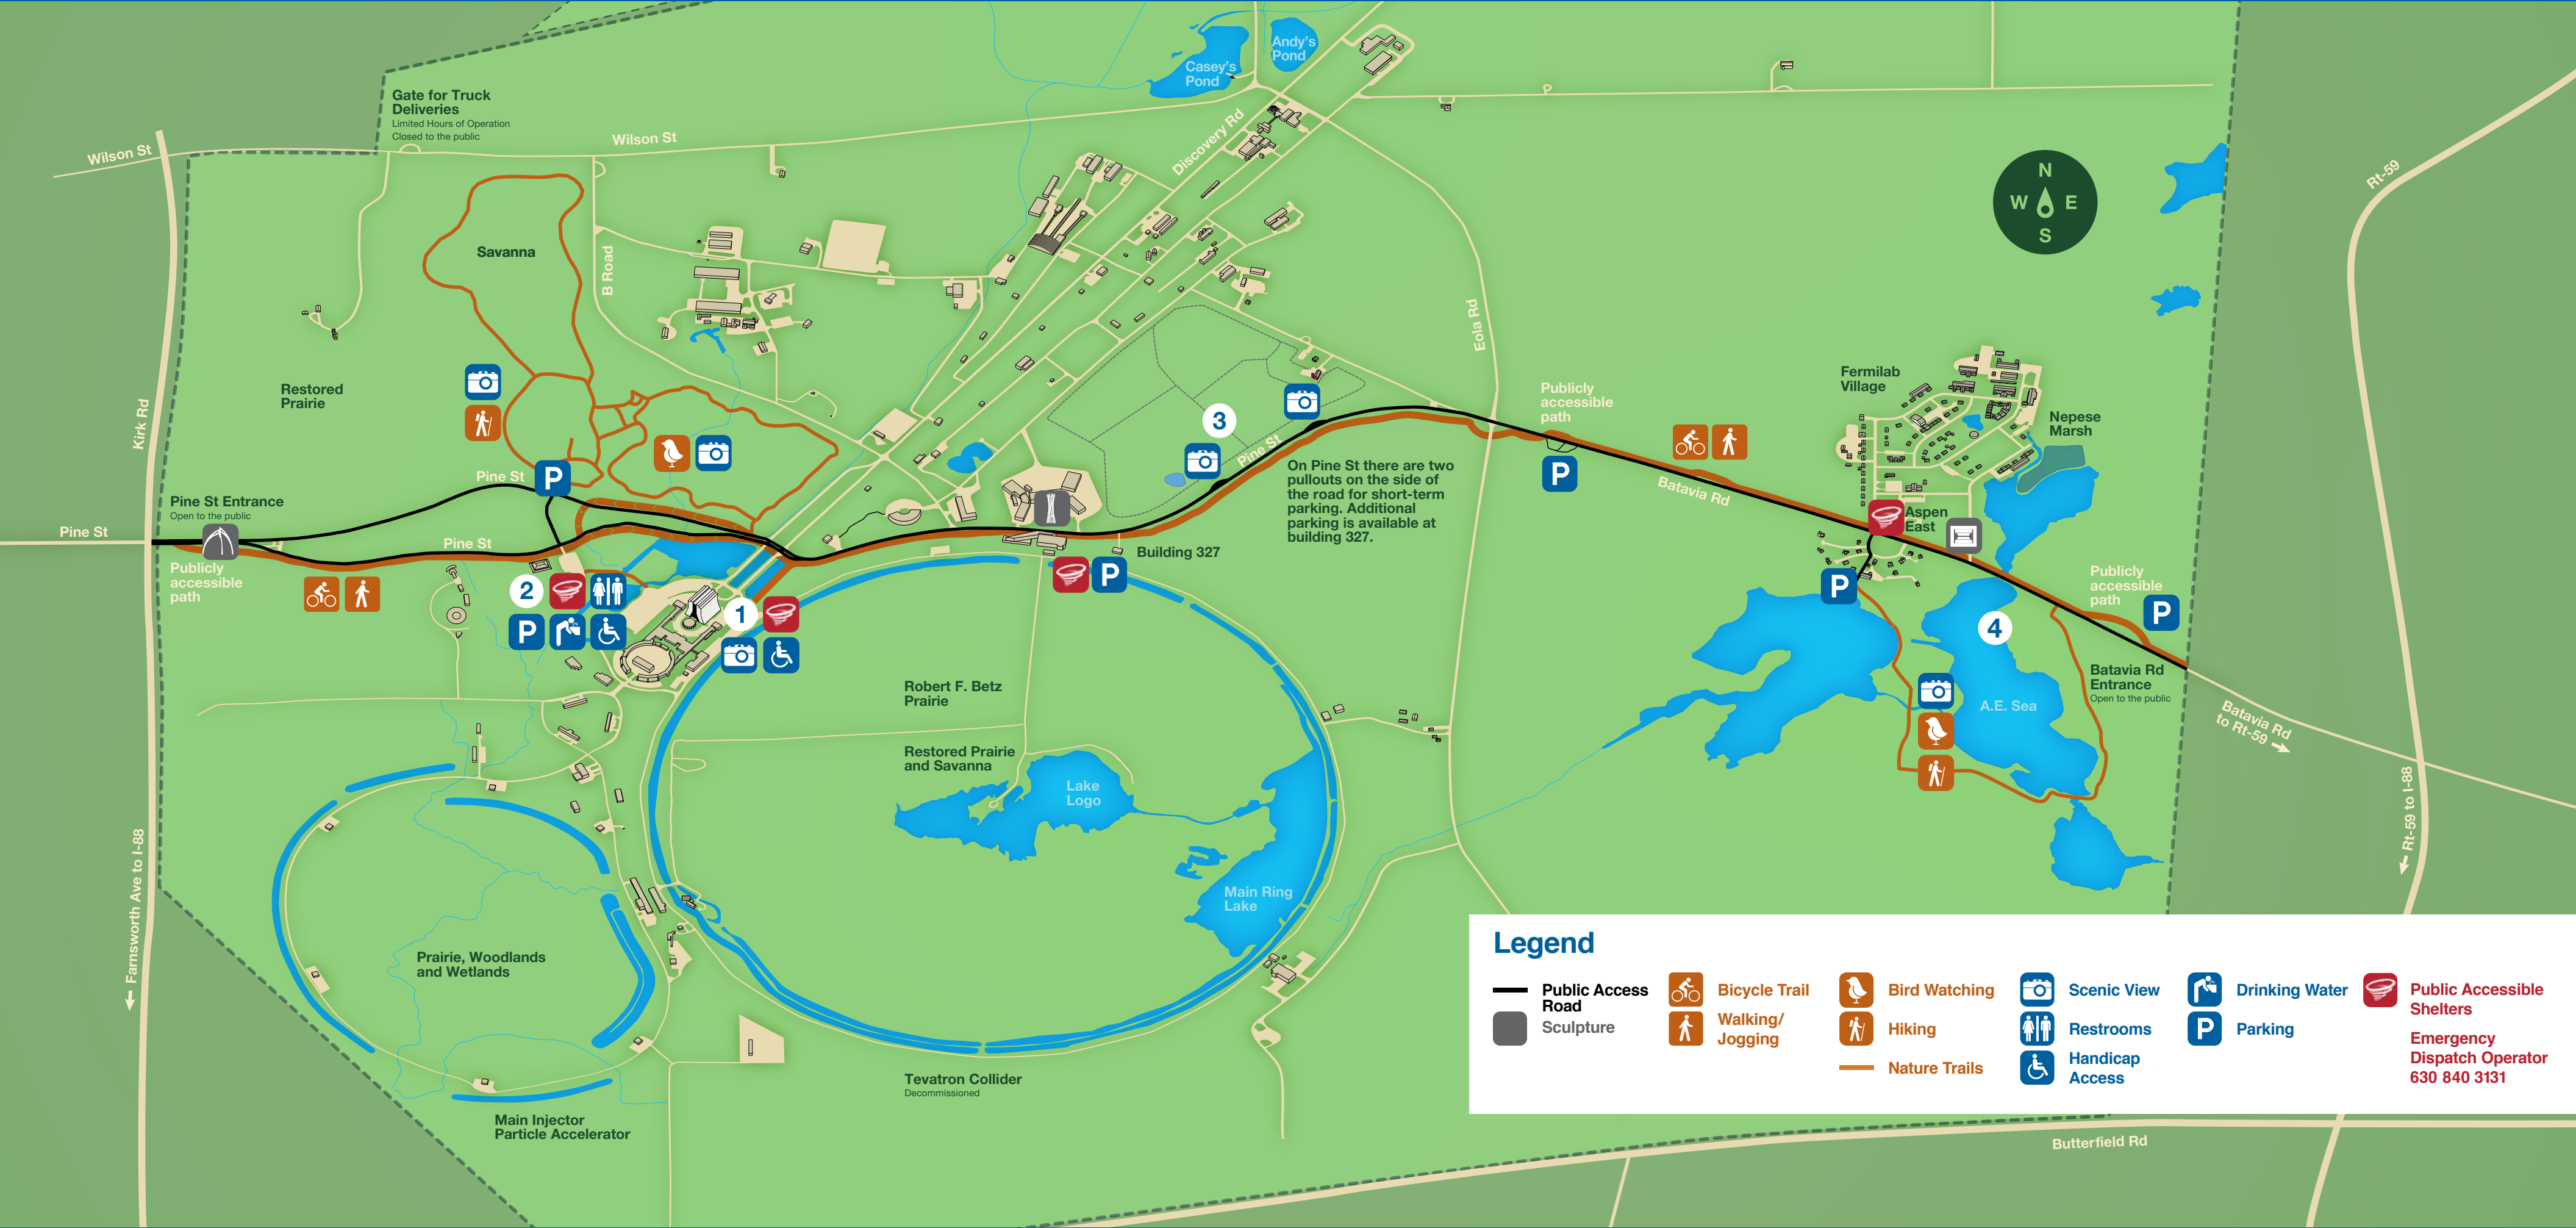 Andy's
Pond
Casey's
Pond
Gate for Truck
Deliveries
Limited Hours of Operation
Closed to the public
Wilson St
Wilson St
Discovery Rd
P
Rt-59
N
W E
S
Savanna
B Road
Eola Rd
Kirk Rd
Restored
Prairie
Fermilab
Village
Publicly
accessible
path
Nepese
Marsh
3
Pine St
On Pine St there are two
pullouts on the side of
the road for short-term
parking. Additional
parking is available at
building 327.
P
P
Batavia Rd
Pine St
Pine St Entrance
Open to the public
Pine St
Pine St
Aspen
East
Building 327
Publicly
accessible
path
2
P
1
P
P
Publicly
accessible
path
P
4
Batavia Rd
Entrance
Open to the public
A.E. Sea
Batavia Rd
to Rt-59
Robert F. Betz
Prairie
Restored Prairie
and Savanna
Lake
Logo
Main Ring
Lake
Rt-59 to I-88
Farnsworth Ave to I-88
Prairie, Woodlands
and Wetlands
Tevatron Collider
Decommissioned
Main Injector
Particle Accelerator
Legend
Public Access
Road
Sculpture
Bicycle Trail
Walking/
Jogging
Bird Watching
Hiking
Nature Trails
Scenic View
Restrooms
Handicap
Access
Drinking Water
P
Parking
Public Accessible
Shelters
Emergency
Dispatch Operator
630 840 3131
Butterfield Rd